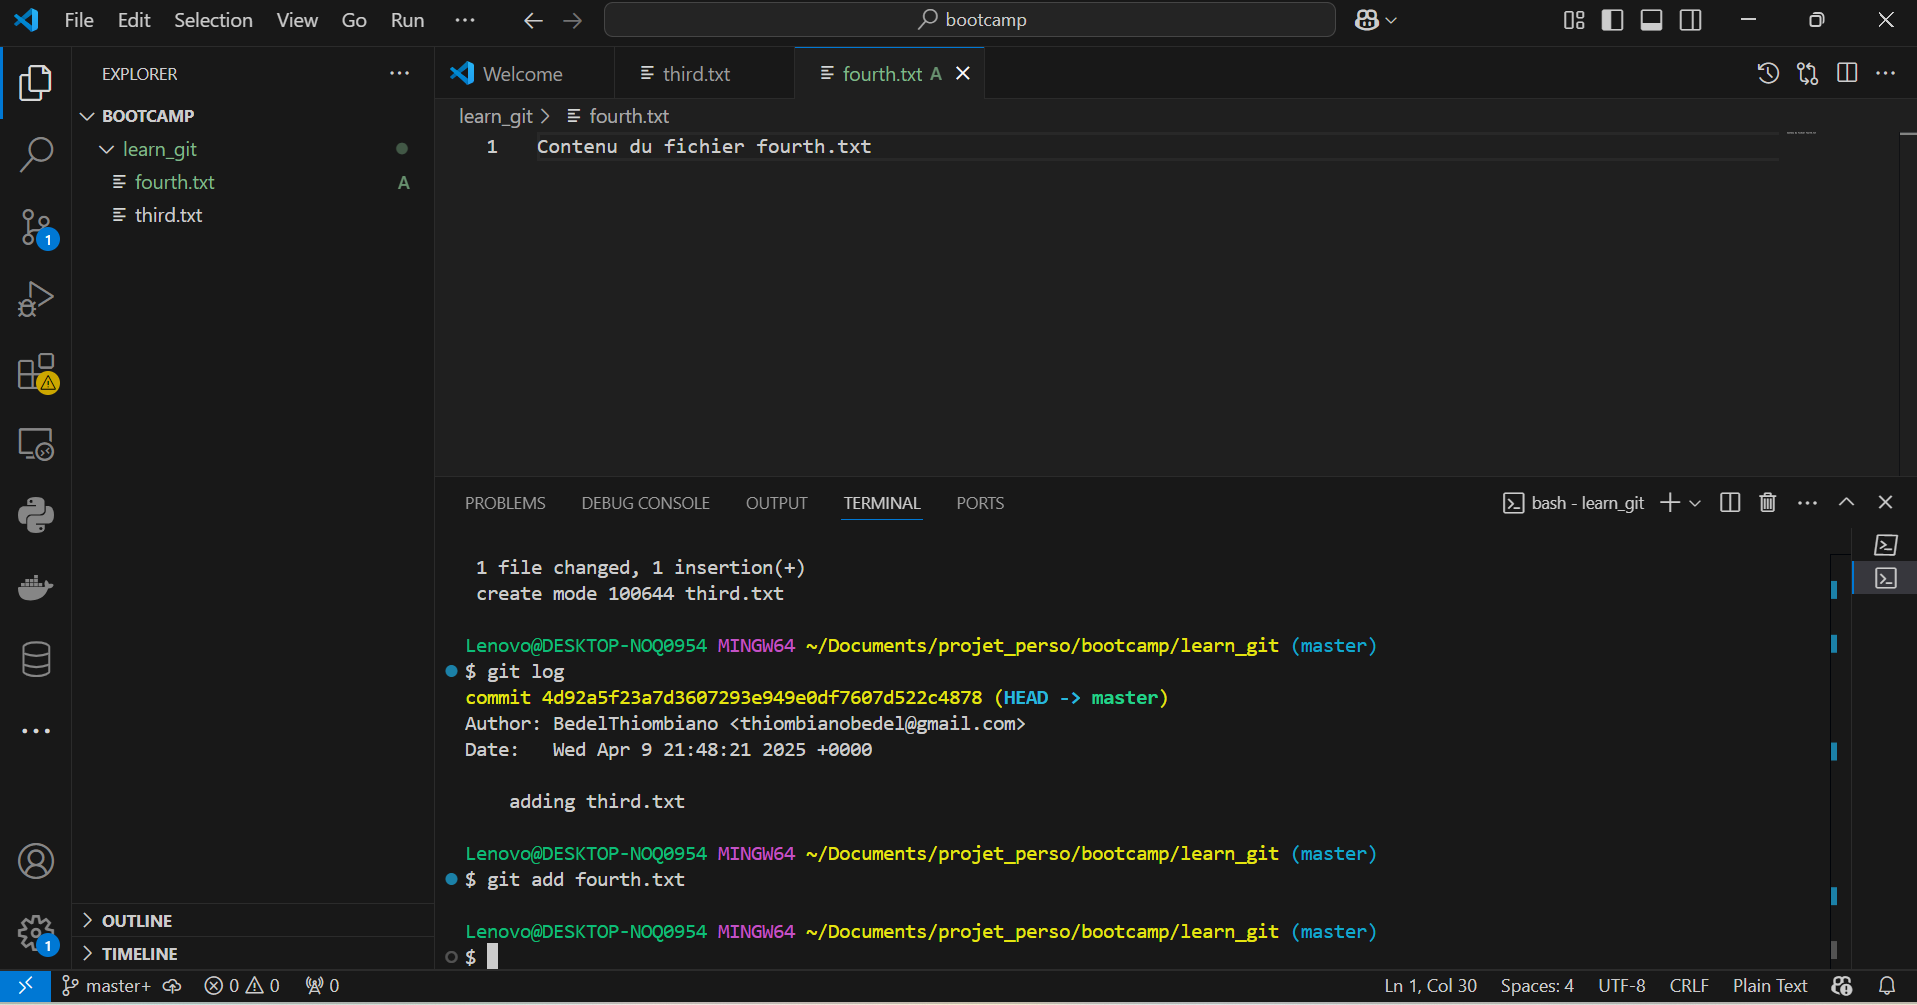 File Edit Selection View Go Run ··· bootcamp
EXPLORER ···
BOOTCAMP
learn_git
fourth.txt A
third.txt
OUTLINE
TIMELINE
1
1
Welcome third.txt fourth.txt A
learn_git > fourth.txt
1 Contenu du fichier fourth.txt
PROBLEMS DEBUG CONSOLE OUTPUT TERMINAL PORTS bash - learn_git
1 file changed, 1 insertion(+)
create mode 100644 third.txt
Lenovo@DESKTOP-NOQ0954 MINGW64 ~/Documents/projet_perso/bootcamp/learn_git (master)
$ git log
commit 4d92a5f23a7d3607293e949e0df7607d522c4878 (HEAD -> master)
Author: BedelThiombiano <thiombianobedel@gmail.com>
Date:   Wed Apr 9 21:48:21 2025 +0000
adding third.txt
Lenovo@DESKTOP-NOQ0954 MINGW64 ~/Documents/projet_perso/bootcamp/learn_git (master)
$ git add fourth.txt
Lenovo@DESKTOP-NOQ0954 MINGW64 ~/Documents/projet_perso/bootcamp/learn_git (master)
$
master+ 0 0 0 Ln 1, Col 30 Spaces: 4 UTF-8 CRLF Plain Text